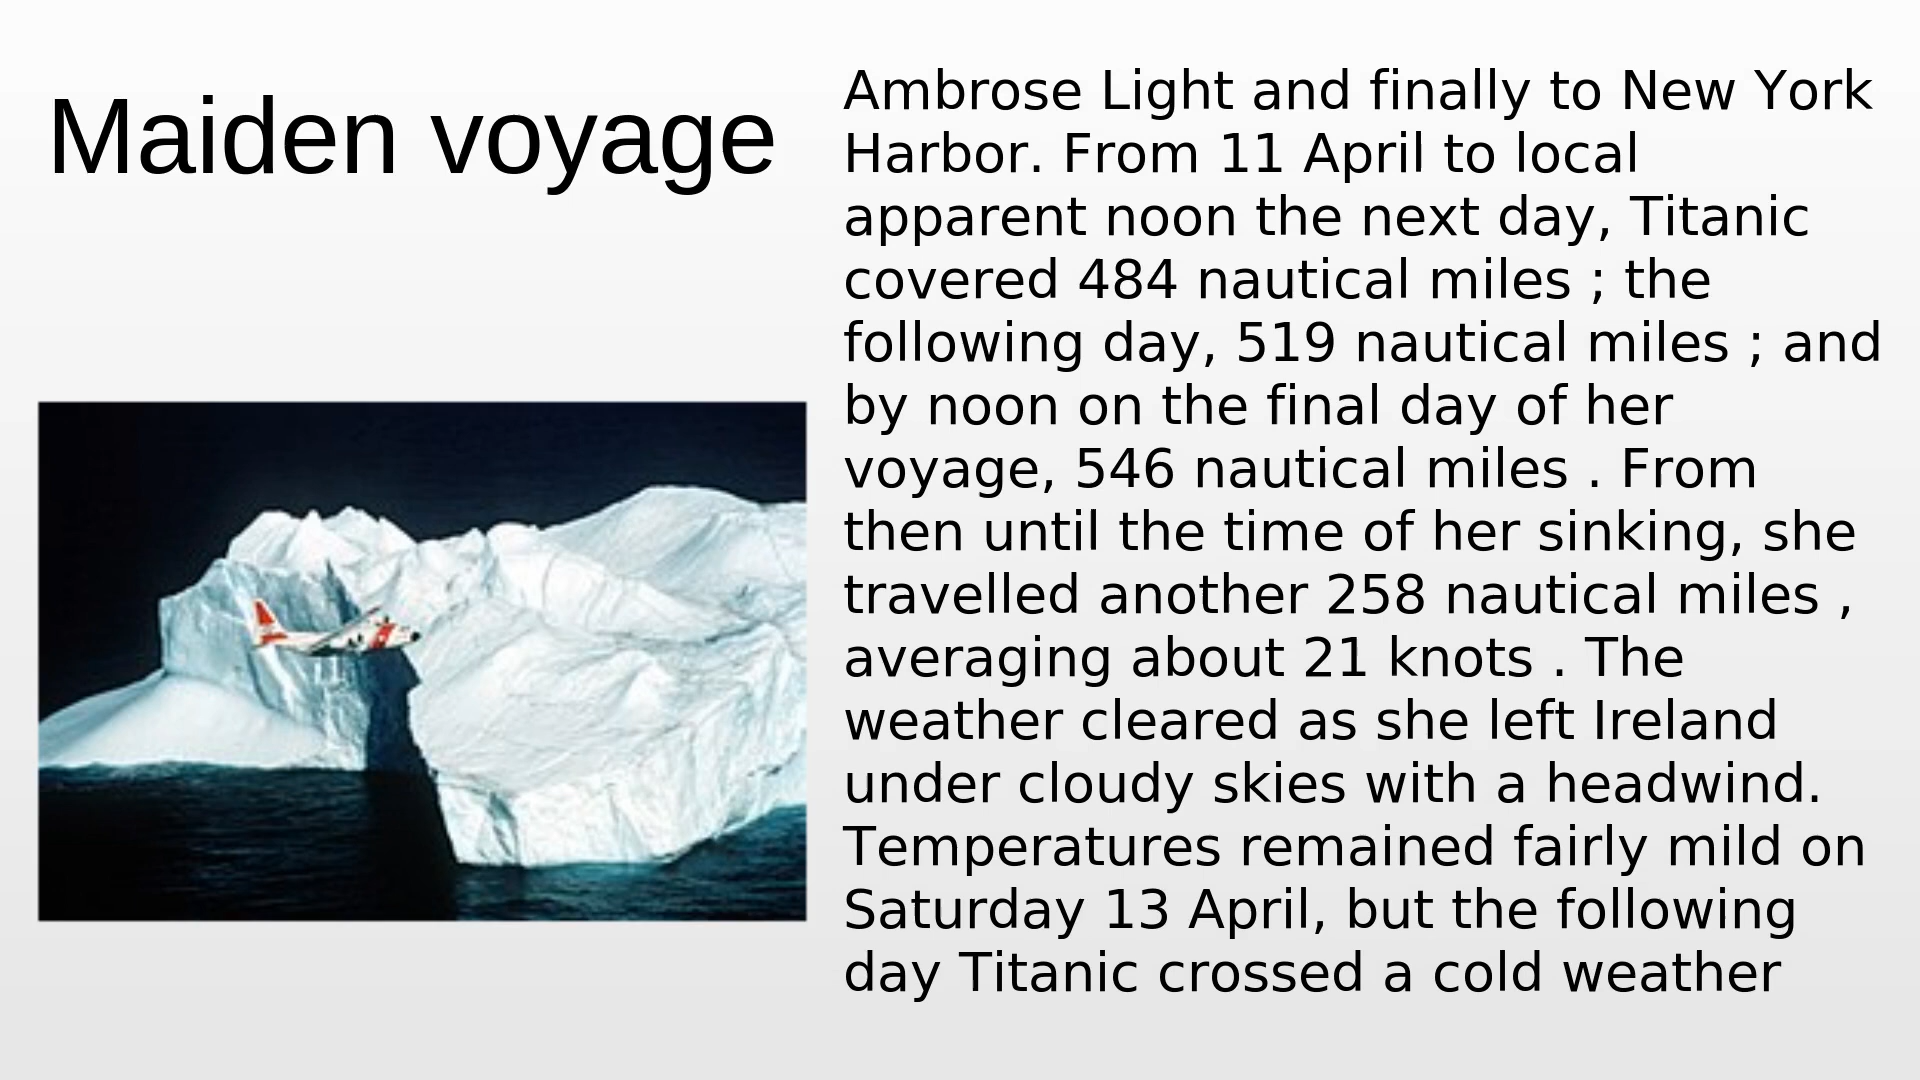 Maiden voyage
Ambrose Light and finally to New York
Harbor. From 11 April to local
apparent noon the next day, Titanic
covered 484 nautical miles ; the
following day, 519 nautical miles ; and
by noon on the final day of her
voyage, 546 nautical miles . From
then until the time of her sinking, she
travelled another 258 nautical miles ,
averaging about 21 knots . The
weather cleared as she left Ireland
under cloudy skies with a headwind.
Temperatures remained fairly mild on
Saturday 13 April, but the following
day Titanic crossed a cold weather